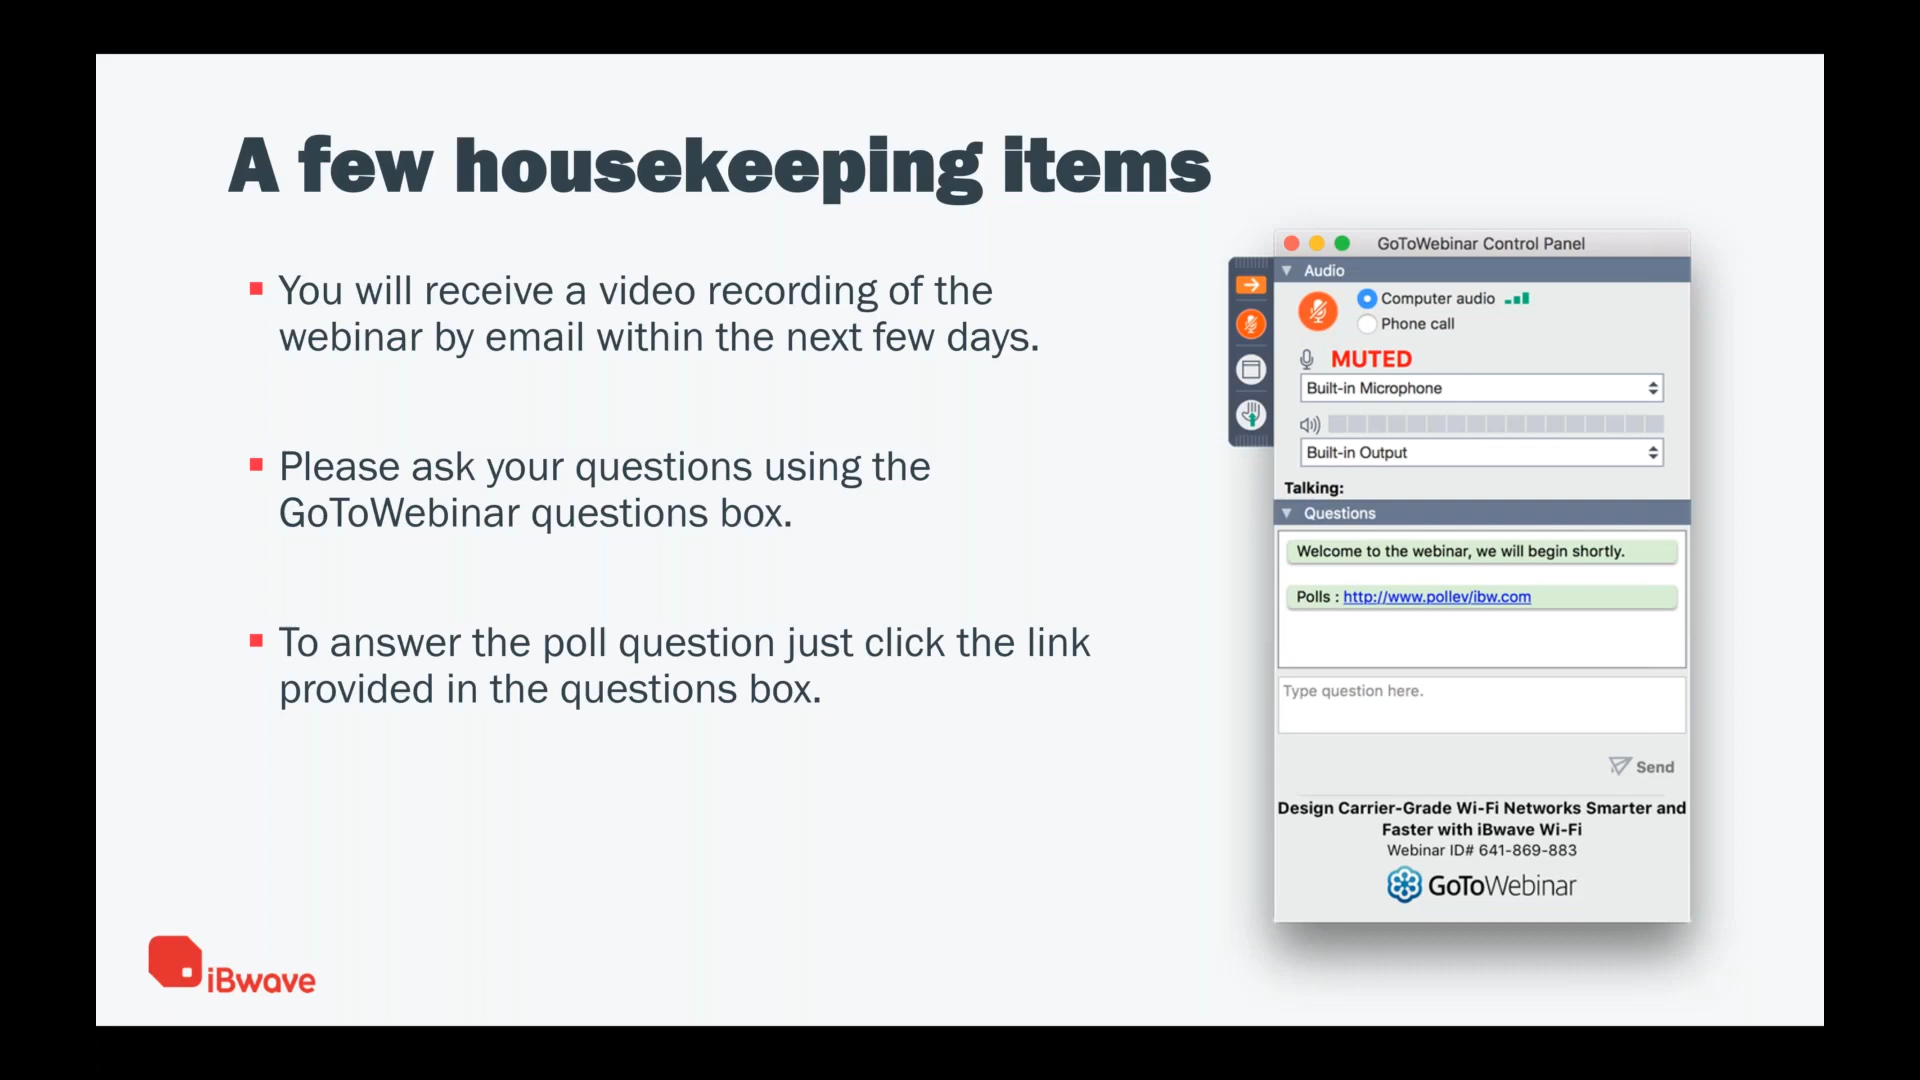 A few housekeeping items
You will receive a video recording of the
webinar by email within the next few days.
Please ask your questions using the
GoToWebinar questions box.
To answer the poll question just click the link
provided in the questions box.
iBwave
GoToWebinar Control Panel
Audio
Computer audio
Phone call
MUTED
Built-in Microphone
Built-in Output
Talking:
Questions
Welcome to the webinar, we will begin shortly.
Polls : http://www.pollev/ibw.com
Type question here.
Send
Design Carrier-Grade Wi-Fi Networks Smarter and
Faster with iBwave Wi-Fi
Webinar ID# 641-869-883
GoToWebinar